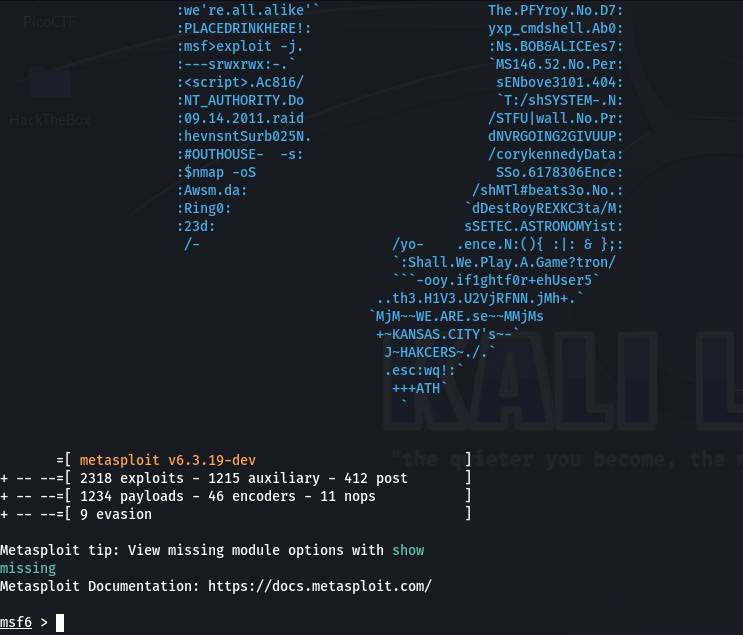 PicoCTF
HackTheBox
:we're.all.alike'` The.PFYroy.No.D7:
:PLACEDRINKHERE!: yxp_cmdshell.Ab0:
:msf>exploit -j. :Ns.BOB&ALICEes7:
:---srwxrwx:-.` `MS146.52.No.Per:
:<script>.Ac816/ sENbove3101.404:
:NT_AUTHORITY.Do `T:/shSYSTEM-.N:
:09.14.2011.raid /STFU|wall.No.Pr:
:hevnsntSurb025N. dNVRGOING2GIVUUP:
:#OUTHOUSE-  -s: /corykennedyData:
:$nmap -oS SSo.6178306Ence:
:Awsm.da: /shMTl#beats3o.No.:
:Ring0: `dDestRoyREXKC3ta/M:
:23d: sSETEC.ASTRONOMYist:
/- /yo-    .ence.N:(){ :|: & };:
`:Shall.We.Play.A.Game?tron/
```-ooy.if1ghtf0r+ehUser5`
..th3.H1V3.U2VjRFNN.jMh+.`
`MjM~~WE.ARE.se~~MMjMs
+~KANSAS.CITY's~-`
J~HAKCERS~./.`
.esc:wq!:`
+++ATH`
`
KALI L
"the quieter you become, the m
=[ metasploit v6.3.19-dev ]
+ -- --=[ 2318 exploits - 1215 auxiliary - 412 post ]
+ -- --=[ 1234 payloads - 46 encoders - 11 nops ]
+ -- --=[ 9 evasion ]
Metasploit tip: View missing module options with show
missing
Metasploit Documentation: https://docs.metasploit.com/
msf6 >